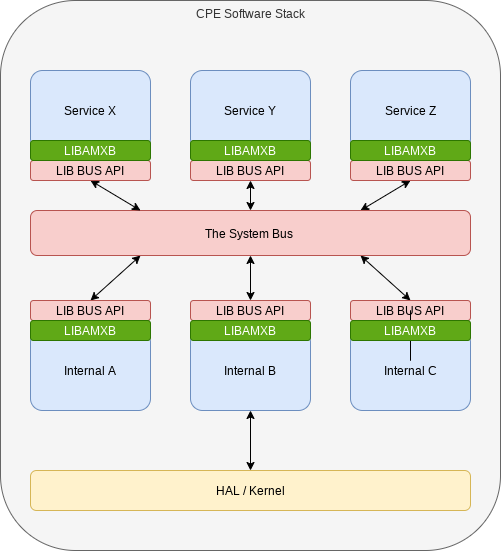 CPE Software Stack
Service X
Service Y
Service Z
LIBAMXB
LIBAMXB
LIBAMXB
LIB BUS API
LIB BUS API
LIB BUS API
The System Bus
LIB BUS API
LIB BUS API
LIB BUS API
LIBAMXB
LIBAMXB
LIBAMXB
Internal A
Internal B
Internal C
HAL / Kernel